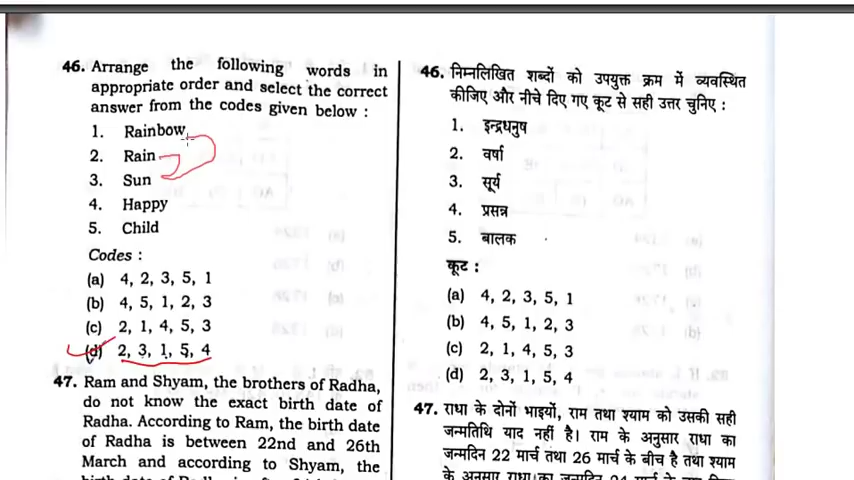 46. Arrange the following words in
appropriate order and select the correct
answer from the codes given below :
1. Rainbow
2. Rain
3. Sun
4. Happy
5. Child
Codes :
(a) 4, 2, 3, 5, 1
(b) 4, 5, 1, 2, 3
(c) 2, 1, 4, 5, 3
(d) 2, 3, 1, 5, 4
47. Ram and Shyam, the brothers of Radha,
do not know the exact birth date of
Radha. According to Ram, the birth date
of Radha is between 22nd and 26th
March and according to Shyam, the
46. निम्नलिखित शब्दों को उपयुक्त क्रम में व्यवस्थित
कीजिए और नीचे दिए गए कूट से सही उत्तर चुनिए :
1. इन्द्रधनुष
2. वर्षा
3. सूर्य
4. प्रसन्न
5. बालक
कूट :
(a) 4, 2, 3, 5, 1
(b) 4, 5, 1, 2, 3
(c) 2, 1, 4, 5, 3
(d) 2, 3, 1, 5, 4
47. राधा के दोनों भाइयों, राम तथा श्याम को उसकी सही
जन्मतिथि याद नहीं है। राम के अनुसार राधा का
जन्मदिन 22 मार्च तथा 26 मार्च के बीच है तथा श्याम